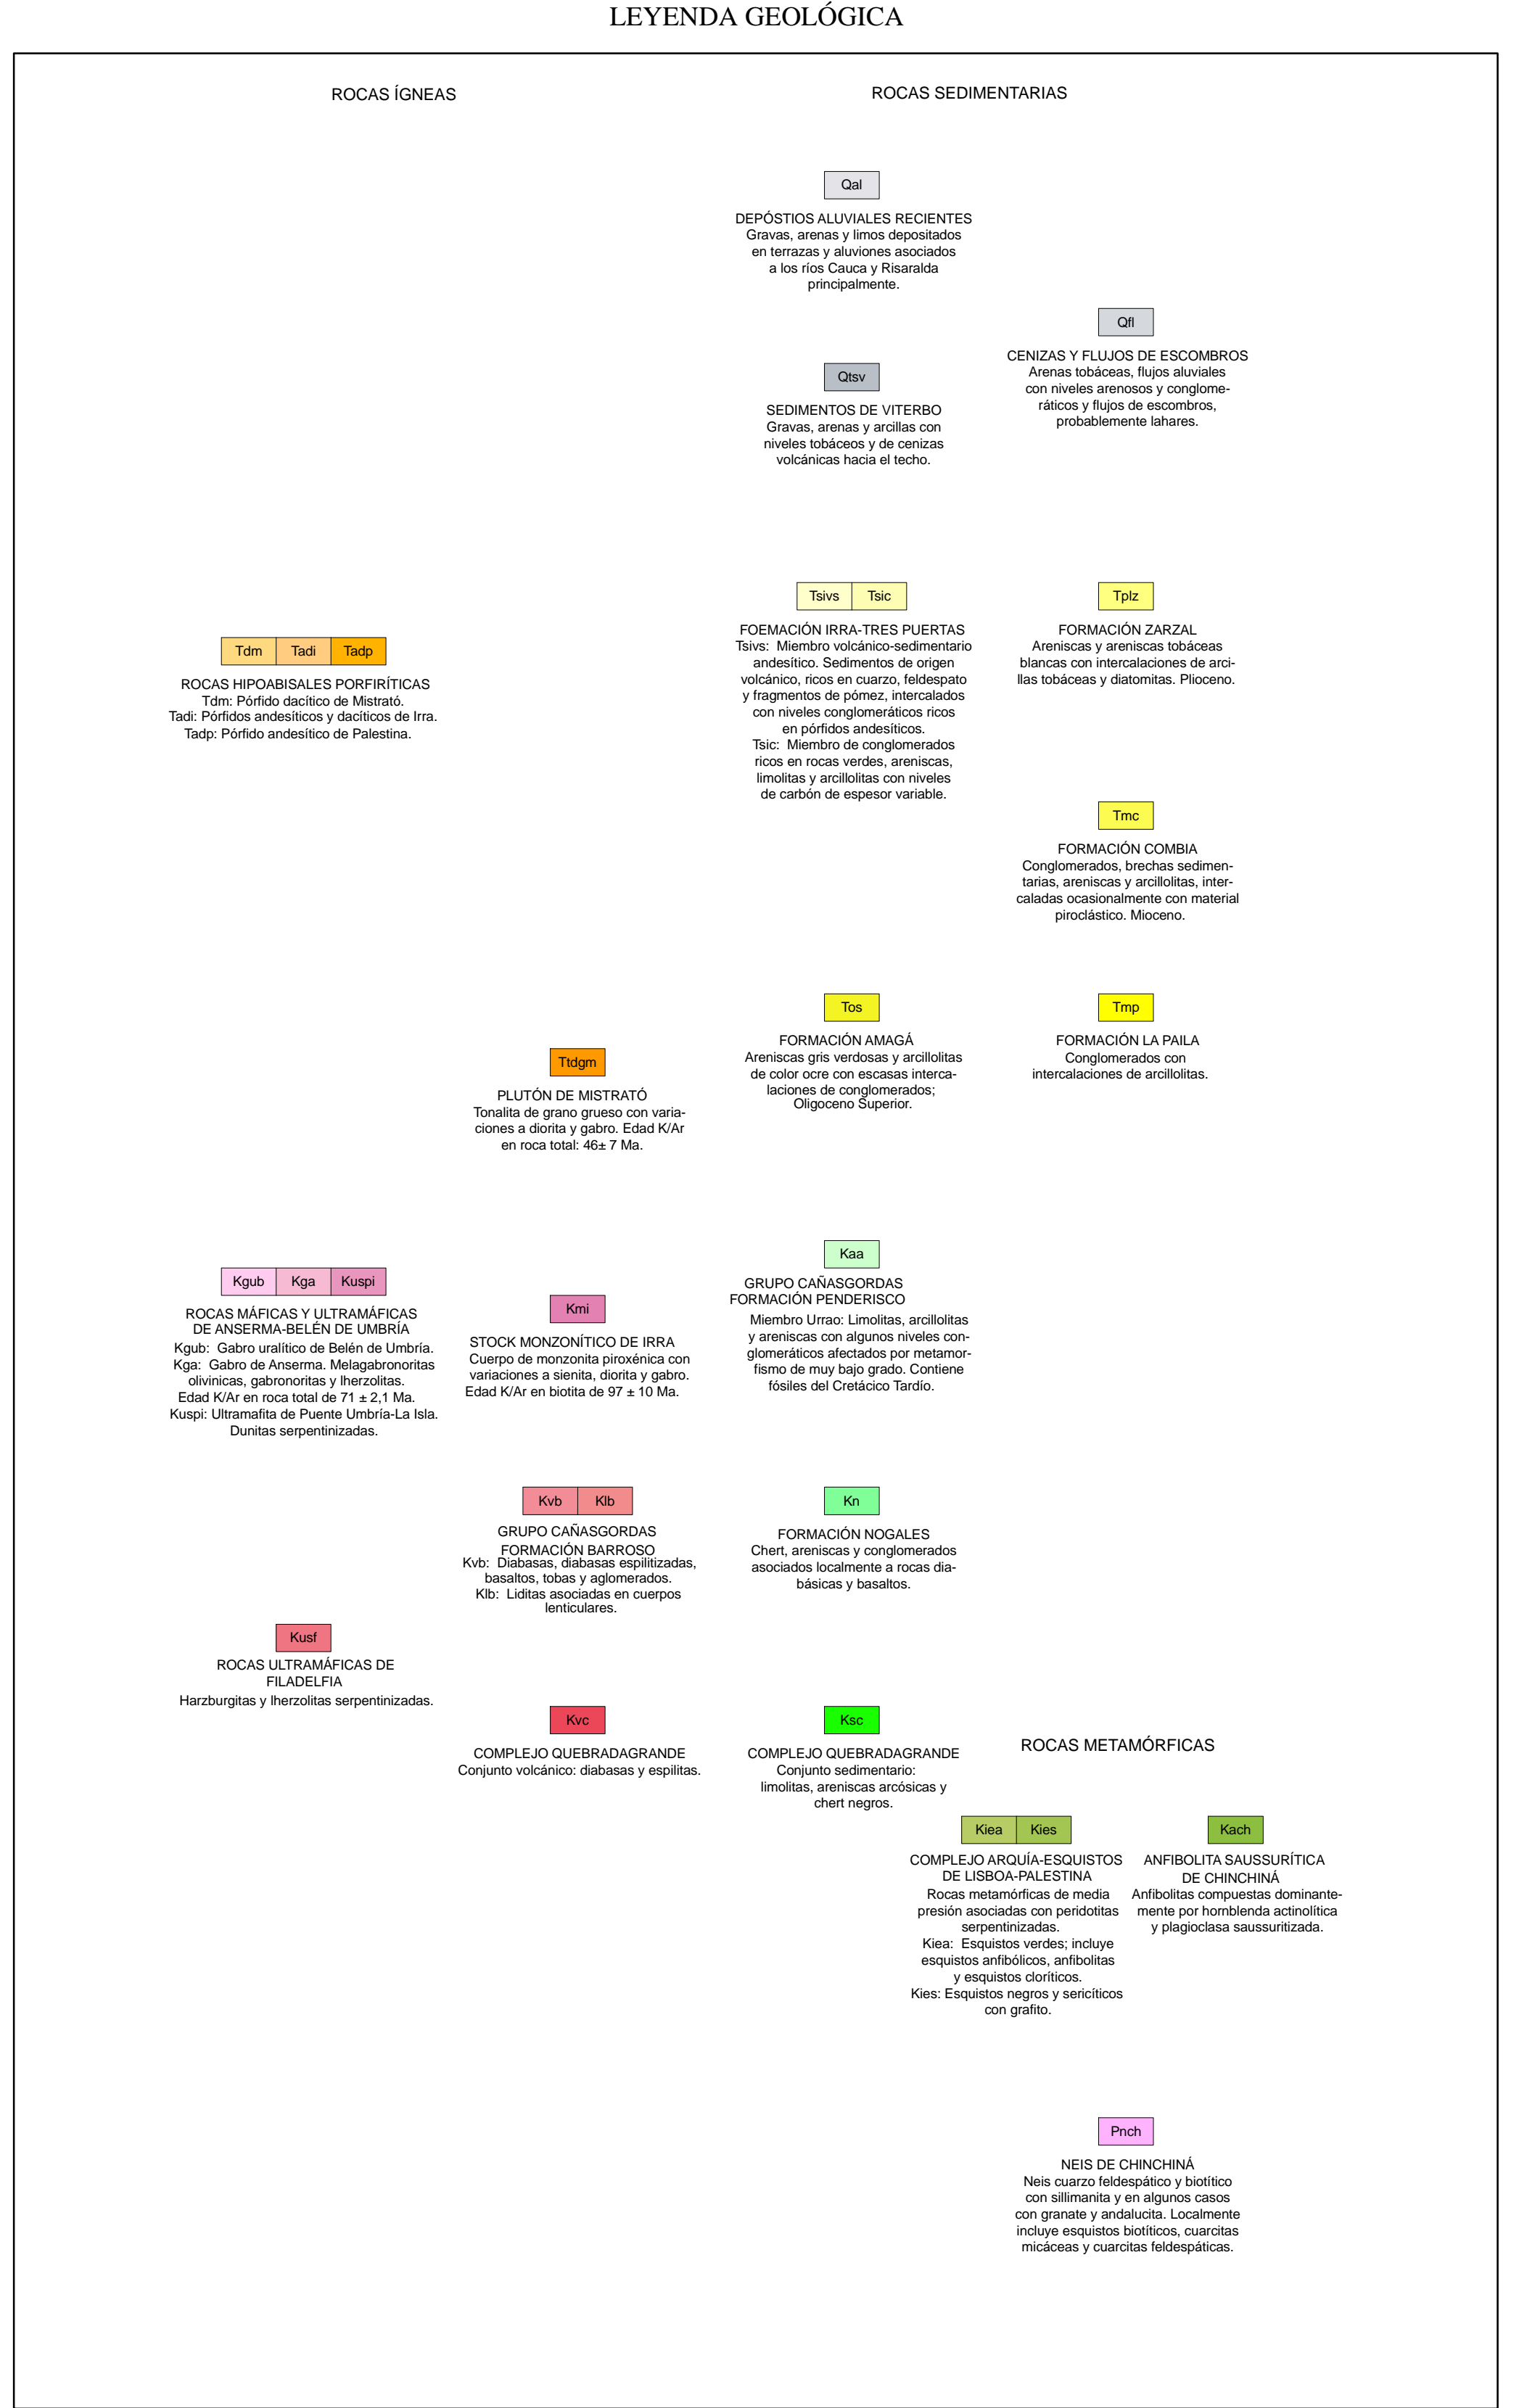 LEYENDA GEOLÓGICA
ROCAS ÍGNEAS
ROCAS SEDIMENTARIAS
Qal
DEPÓSTIOS ALUVIALES RECIENTES
Gravas, arenas y limos depositados
en terrazas y aluviones asociados
a los ríos Cauca y Risaralda
principalmente.
Qfl
CENIZAS Y FLUJOS DE ESCOMBROS
Arenas tobáceas, flujos aluviales
con niveles arenosos y conglome-
ráticos y flujos de escombros,
probablemente lahares.
Qtsv
SEDIMENTOS DE VITERBO
Gravas, arenas y arcillas con
niveles tobáceos y de cenizas
volcánicas hacia el techo.
Tsivs Tsic
FOEMACIÓN IRRA-TRES PUERTAS
Tsivs: Miembro volcánico-sedimentario
andesítico. Sedimentos de origen
volcánico, ricos en cuarzo, feldespato
y fragmentos de pómez, intercalados
con niveles conglomeráticos ricos
en pórfidos andesíticos.
Tsic: Miembro de conglomerados
ricos en rocas verdes, areniscas,
limolitas y arcillolitas con niveles
de carbón de espesor variable.
Tplz
FORMACIÓN ZARZAL
Areniscas y areniscas tobáceas
blancas con intercalaciones de arci-
llas tobáceas y diatomitas. Plioceno.
Tdm Tadi Tadp
ROCAS HIPOABISALES PORFIRÍTICAS
Tdm: Pórfido dacítico de Mistrató.
Tadi: Pórfidos andesíticos y dacíticos de Irra.
Tadp: Pórfido andesítico de Palestina.
Tmc
FORMACIÓN COMBIA
Conglomerados, brechas sedimen-
tarias, areniscas y arcillolitas, inter-
caladas ocasionalmente con material
piroclástico. Mioceno.
Tos
FORMACIÓN AMAGÁ
Areniscas gris verdosas y arcillolitas
de color ocre con escasas interca-
laciones de conglomerados;
Oligoceno Superior.
Tmp
FORMACIÓN LA PAILA
Conglomerados con
intercalaciones de arcillolitas.
Ttdgm
PLUTÓN DE MISTRATÓ
Tonalita de grano grueso con varia-
ciones a diorita y gabro. Edad K/Ar
en roca total: 46± 7 Ma.
Kaa
GRUPO CAÑASGORDAS
FORMACIÓN PENDERISCO
Miembro Urrao: Limolitas, arcillolitas
y areniscas con algunos niveles con-
glomeráticos afectados por metamor-
fismo de muy bajo grado. Contiene
fósiles del Cretácico Tardío.
Kgub Kga Kuspi
ROCAS MÁFICAS Y ULTRAMÁFICAS
DE ANSERMA-BELÉN DE UMBRÍA
Kgub: Gabro uralítico de Belén de Umbría.
Kga: Gabro de Anserma. Melagabronoritas
olivinicas, gabronoritas y lherzolitas.
Edad K/Ar en roca total de 71 ± 2,1 Ma.
Kuspi: Ultramafita de Puente Umbría-La Isla.
Dunitas serpentinizadas.
Kmi
STOCK MONZONÍTICO DE IRRA
Cuerpo de monzonita piroxénica con
variaciones a sienita, diorita y gabro.
Edad K/Ar en biotita de 97 ± 10 Ma.
Kvb Klb
GRUPO CAÑASGORDAS
FORMACIÓN BARROSO
Kvb: Diabasas, diabasas espilitizadas,
basaltos, tobas y aglomerados.
Klb: Liditas asociadas en cuerpos
lenticulares.
Kn
FORMACIÓN NOGALES
Chert, areniscas y conglomerados
asociados localmente a rocas dia-
básicas y basaltos.
Kusf
ROCAS ULTRAMÁFICAS DE
FILADELFIA
Harzburgitas y lherzolitas serpentinizadas.
Kvc
COMPLEJO QUEBRADAGRANDE
Conjunto volcánico: diabasas y espilitas.
Ksc
COMPLEJO QUEBRADAGRANDE
Conjunto sedimentario:
limolitas, areniscas arcósicas y
chert negros.
ROCAS METAMÓRFICAS
Kiea Kies
COMPLEJO ARQUÍA-ESQUISTOS
DE LISBOA-PALESTINA
Rocas metamórficas de media
presión asociadas con peridotitas
serpentinizadas.
Kiea: Esquistos verdes; incluye
esquistos anfibólicos, anfibolitas
y esquistos cloríticos.
Kies: Esquistos negros y sericíticos
con grafito.
Kach
ANFIBOLITA SAUSSURÍTICA
DE CHINCHINÁ
Anfibolitas compuestas dominante-
mente por hornblenda actinolítica
y plagioclasa saussuritizada.
Pnch
NEIS DE CHINCHINÁ
Neis cuarzo feldespático y biotítico
con sillimanita y en algunos casos
con granate y andalucita. Localmente
incluye esquistos biotíticos, cuarcitas
micáceas y cuarcitas feldespáticas.